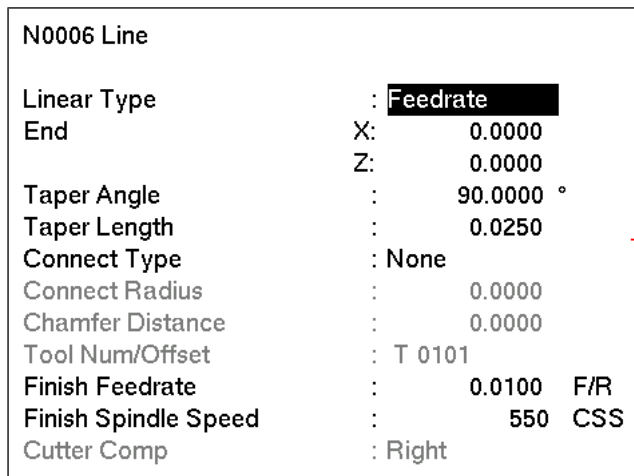 N0006 Line
Linear Type : Feedrate
End X: 0.0000
Z: 0.0000
Taper Angle : 90.0000 °
Taper Length : 0.0250
Connect Type : None
Connect Radius : 0.0000
Chamfer Distance : 0.0000
Tool Num/Offset : T 0101
Finish Feedrate : 0.0100 F/R
Finish Spindle Speed : 550 CSS
Cutter Comp : Right